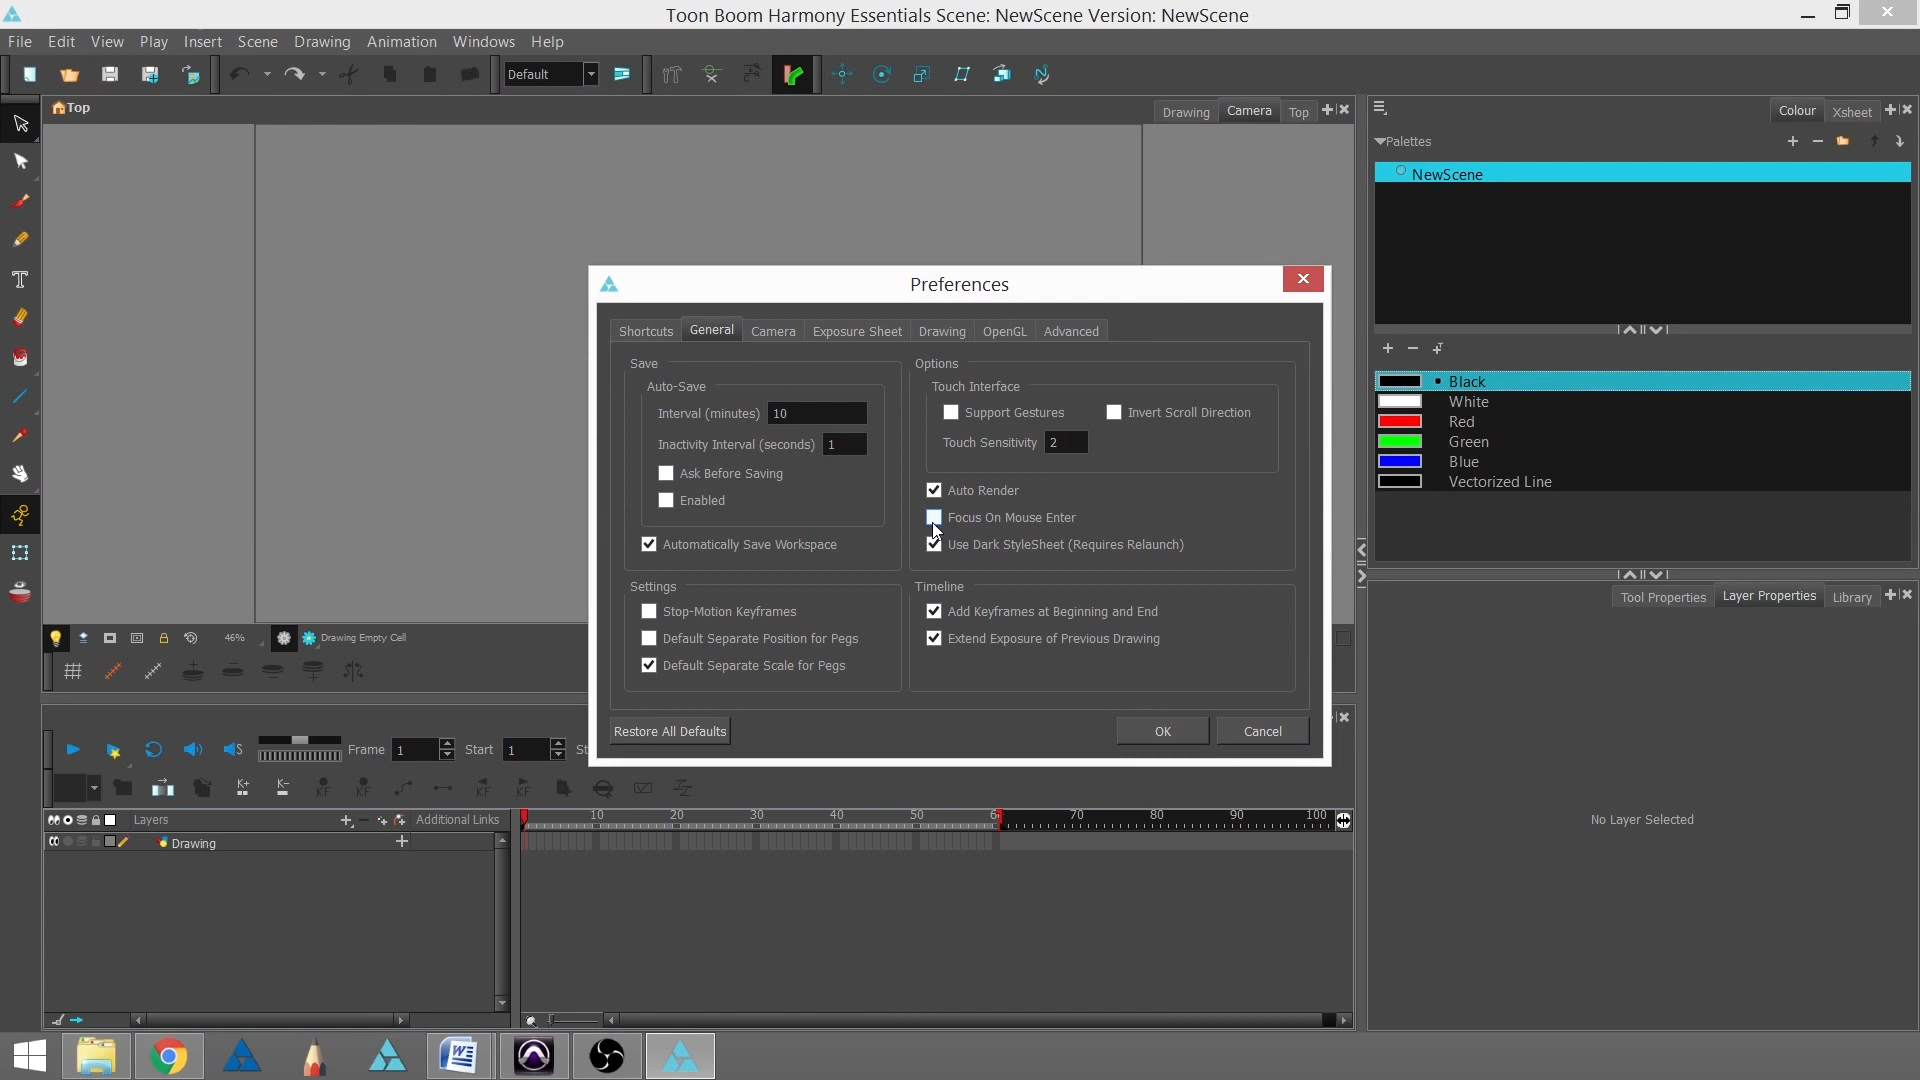 Toon Boom Harmony Essentials Scene: NewScene Version: NewScene
File Edit View Play Insert Scene Drawing Animation Windows Help
Default
Top
Drawing Camera Top
Colour Xsheet
Palettes
NewScene
Black
White
Red
Green
Blue
Vectorized Line
Preferences
Shortcuts General Camera Exposure Sheet Drawing OpenGL Advanced
Save
Auto-Save
Interval (minutes) 10
Inactivity Interval (seconds) 1
Ask Before Saving
Enabled
Automatically Save Workspace
Options
Touch Interface
Support Gestures Invert Scroll Direction
Touch Sensitivity 2
Auto Render
Focus On Mouse Enter
Use Dark StyleSheet (Requires Relaunch)
Settings
Stop-Motion Keyframes
Default Separate Position for Pegs
Default Separate Scale for Pegs
Timeline
Add Keyframes at Beginning and End
Extend Exposure of Previous Drawing
Restore All Defaults OK Cancel
Tool Properties Layer Properties Library
No Layer Selected
46% Drawing Empty Cell
Frame 1 Start 1 St
Layers Additional Links
10 20 30 40 50 6 70 80 90 100
Drawing